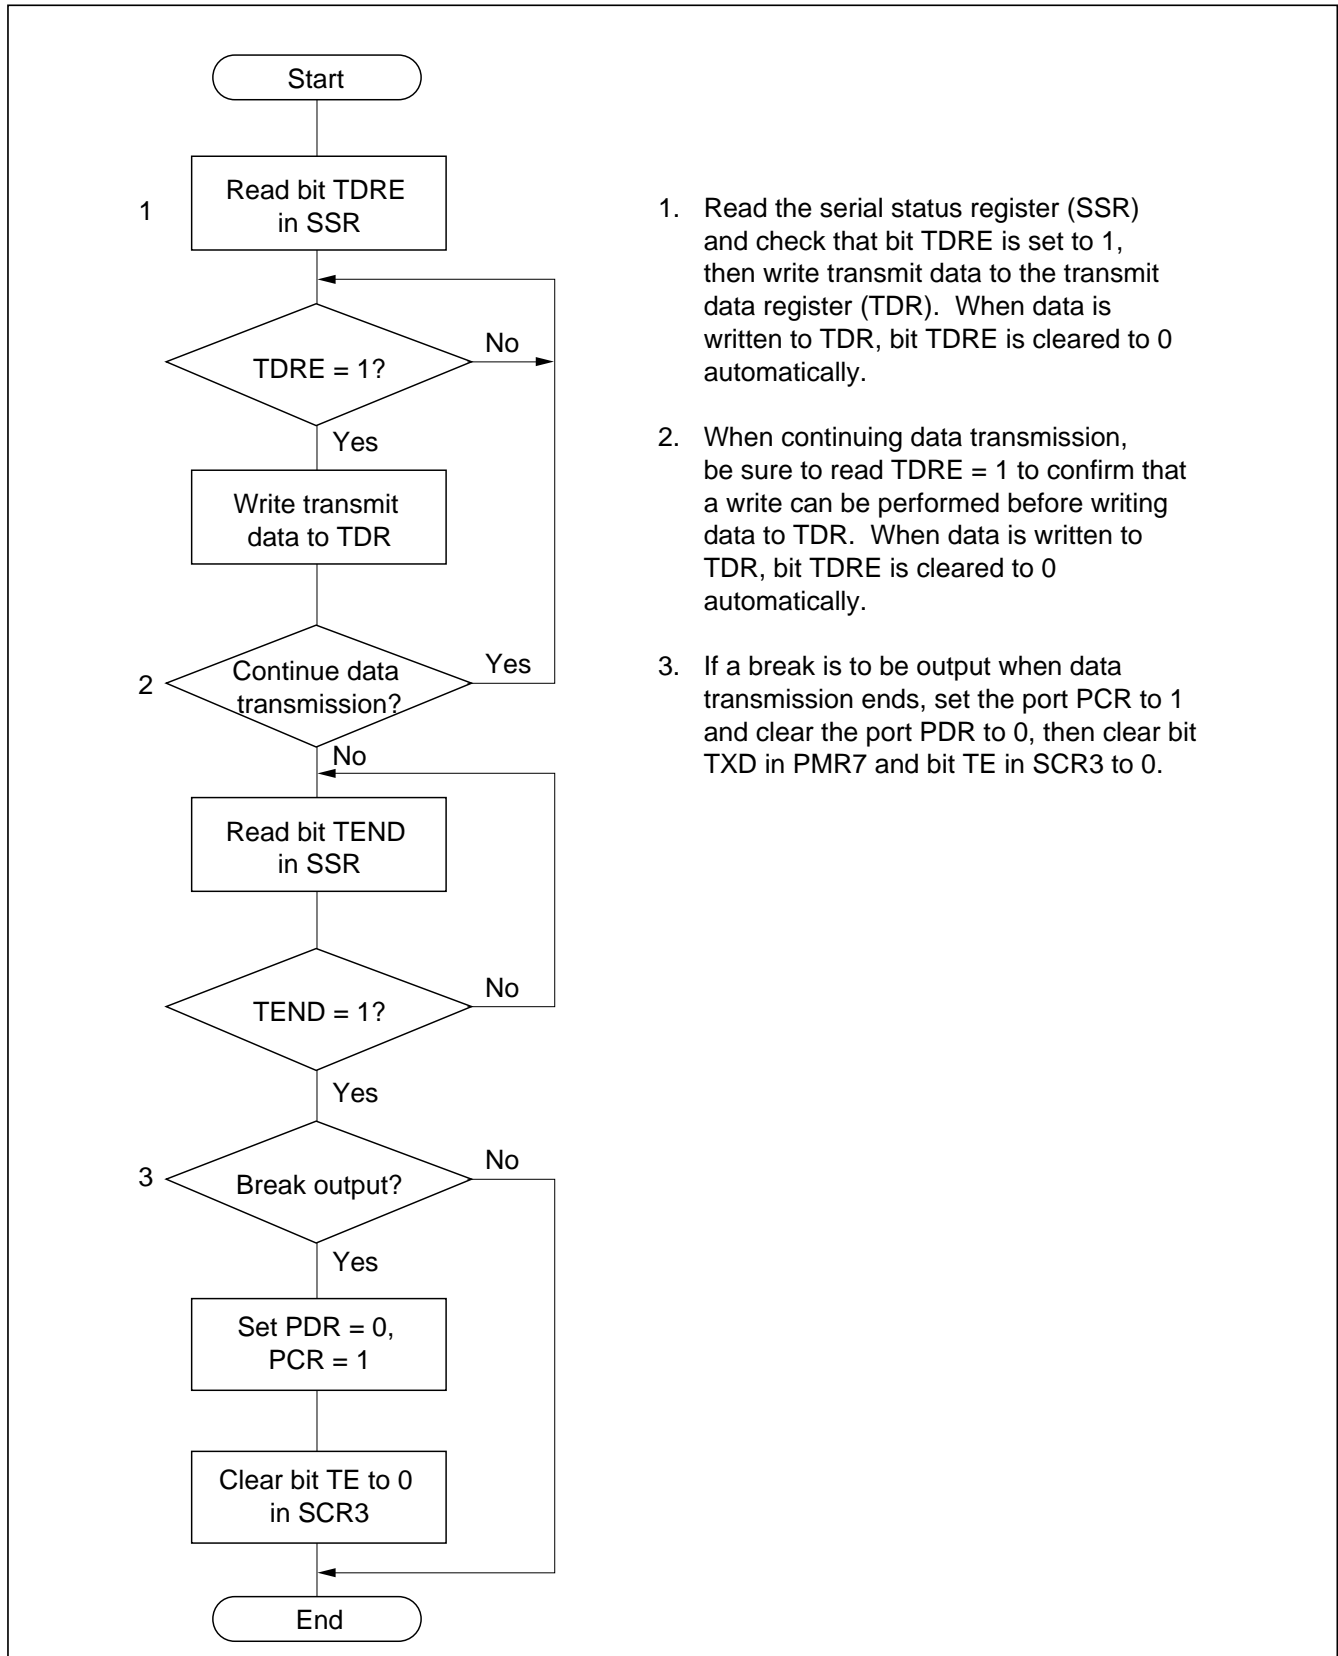 Start
1
Read bit TDRE
in SSR
TDRE = 1?
No
Yes
Write transmit
data to TDR
2
Continue data
transmission?
Yes
No
Read bit TEND
in SSR
TEND = 1?
No
Yes
3
Break output?
No
Yes
Set PDR = 0,
PCR = 1
Clear bit TE to 0
in SCR3
End
1. Read the serial status register (SSR)
and check that bit TDRE is set to 1,
then write transmit data to the transmit
data register (TDR). When data is
written to TDR, bit TDRE is cleared to 0
automatically.
2. When continuing data transmission,
be sure to read TDRE = 1 to confirm that
a write can be performed before writing
data to TDR. When data is written to
TDR, bit TDRE is cleared to 0
automatically.
3. If a break is to be output when data
transmission ends, set the port PCR to 1
and clear the port PDR to 0, then clear bit
TXD in PMR7 and bit TE in SCR3 to 0.